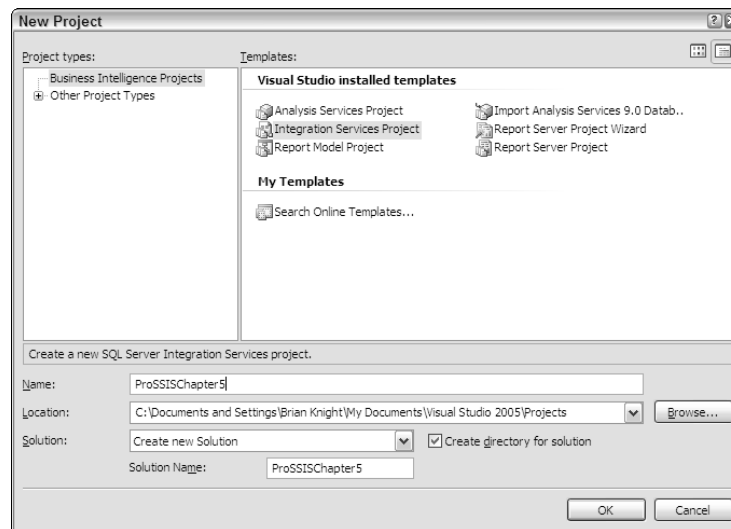 New Project
Project types:
Templates:
Business Intelligence Projects
Other Project Types
Visual Studio installed templates
Analysis Services Project
Import Analysis Services 9.0 Datab..
Integration Services Project
Report Server Project Wizard
Report Model Project
Report Server Project
My Templates
Search Online Templates...
Create a new SQL Server Integration Services project.
Name:
ProSSISChapter5
Location:
C:\Documents and Settings\Brian Knight\My Documents\Visual Studio 2005\Projects
Browse...
Solution:
Create new Solution
Create directory for solution
Solution Name:
ProSSISChapter5
OK
Cancel